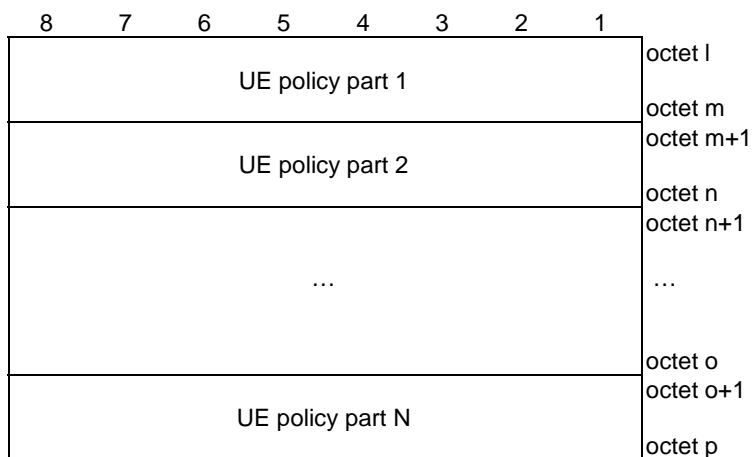 8 7 6 5 4 3 2 1
octet l
UE policy part 1
octet m
octet m+1
UE policy part 2
octet n
octet n+1
… …
octet o
octet o+1
UE policy part N
octet p